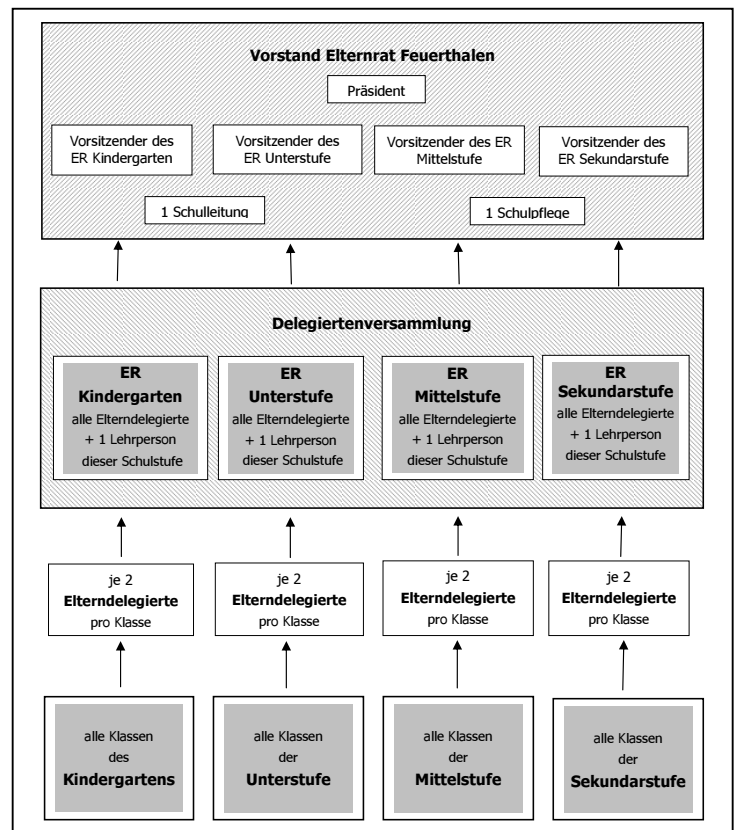 Vorstand Elternrat Feuerthalen
Präsident
Vorsitzender des
ER Kindergarten
Vorsitzender des
ER Unterstufe
Vorsitzender des ER
Mittelstufe
Vorsitzender des
ER Sekundarstufe
1 Schulleitung
1 Schulpflege
Delegiertenversammlung
ER
Kindergarten
alle Elterndelegierte
+ 1 Lehrperson
dieser Schulstufe
ER
Unterstufe
alle Elterndelegierte
+ 1 Lehrperson
dieser Schulstufe
ER
Mittelstufe
alle Elterndelegierte
+ 1 Lehrperson
dieser Schulstufe
ER
Sekundarstufe
alle Elterndelegierte
+ 1 Lehrperson
dieser Schulstufe
je 2
Elterndelegierte
pro Klasse
je 2
Elterndelegierte
pro Klasse
je 2
Elterndelegierte
pro Klasse
je 2
Elterndelegierte
pro Klasse
alle Klassen
des
Kindergartens
alle Klassen
der
Unterstufe
alle Klassen
der
Mittelstufe
alle Klassen
der
Sekundarstufe